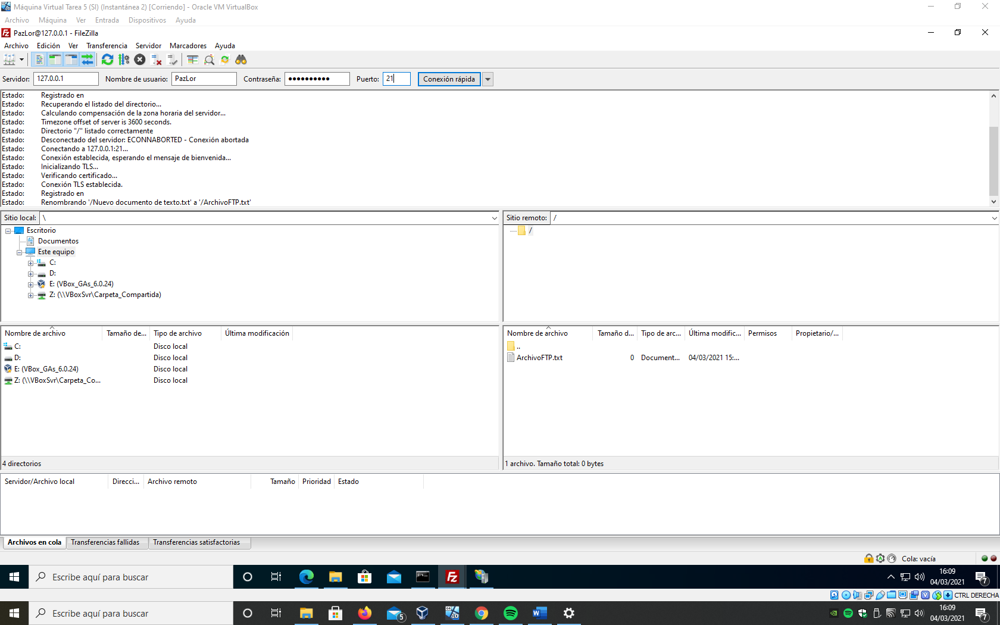 Máquina Virtual Tarea 5 (SI) (Instantánea 2) [Corriendo] - Oracle VM VirtualBox
Archivo Máquina Ver Entrada Dispositivos Ayuda
PazLor@127.0.0.1 - FileZilla
Archivo Edición Ver Transferencia Servidor Marcadores Ayuda
Servidor: 127.0.0.1 Nombre de usuario: PazLor Contraseña: ●●●●●●●●●● Puerto: 21 Conexión rápida
Estado: Registrado en
Estado: Recuperando el listado del directorio...
Estado: Calculando compensación de la zona horaria del servidor...
Estado: Timezone offset of server is 3600 seconds.
Estado: Directorio "/" listado correctamente
Estado: Desconectado del servidor: ECONNABORTED - Conexión abortada
Estado: Conectando a 127.0.0.1:21...
Estado: Conexión establecida, esperando el mensaje de bienvenida...
Estado: Inicializando TLS...
Estado: Verificando certificado...
Estado: Conexión TLS establecida.
Estado: Registrado en
Estado: Renombrando '/Nuevo documento de texto.txt' a '/ArchivoFTP.txt'
Sitio local: \
Escritorio
Documentos
Este equipo
C:
D:
E: (VBox_GAs_6.0.24)
Z: (\\VBoxSvr\Carpeta_Compartida)
Sitio remoto: /
/
Nombre de archivo Tamaño de... Tipo de archivo Última modificación
C: Disco local
D: Disco local
E: (VBox_GAs_6.0.24) Disco local
Z: (\\VBoxSvr\Carpeta_Co... Disco local
4 directorios
Nombre de archivo Tamaño d... Tipo de arc... Última modific... Permisos Propietario/...
..
ArchivoFTP.txt 0 Document... 04/03/2021 15:...
1 archivo. Tamaño total: 0 bytes
Servidor/Archivo local Direcci... Archivo remoto Tamaño Prioridad Estado
Archivos en cola Transferencias fallidas Transferencias satisfactorias
Cola: vacía
Escribe aquí para buscar 16:09
04/03/2021 7
CTRL DERECHA
Escribe aquí para buscar 5 16:09
04/03/2021 7